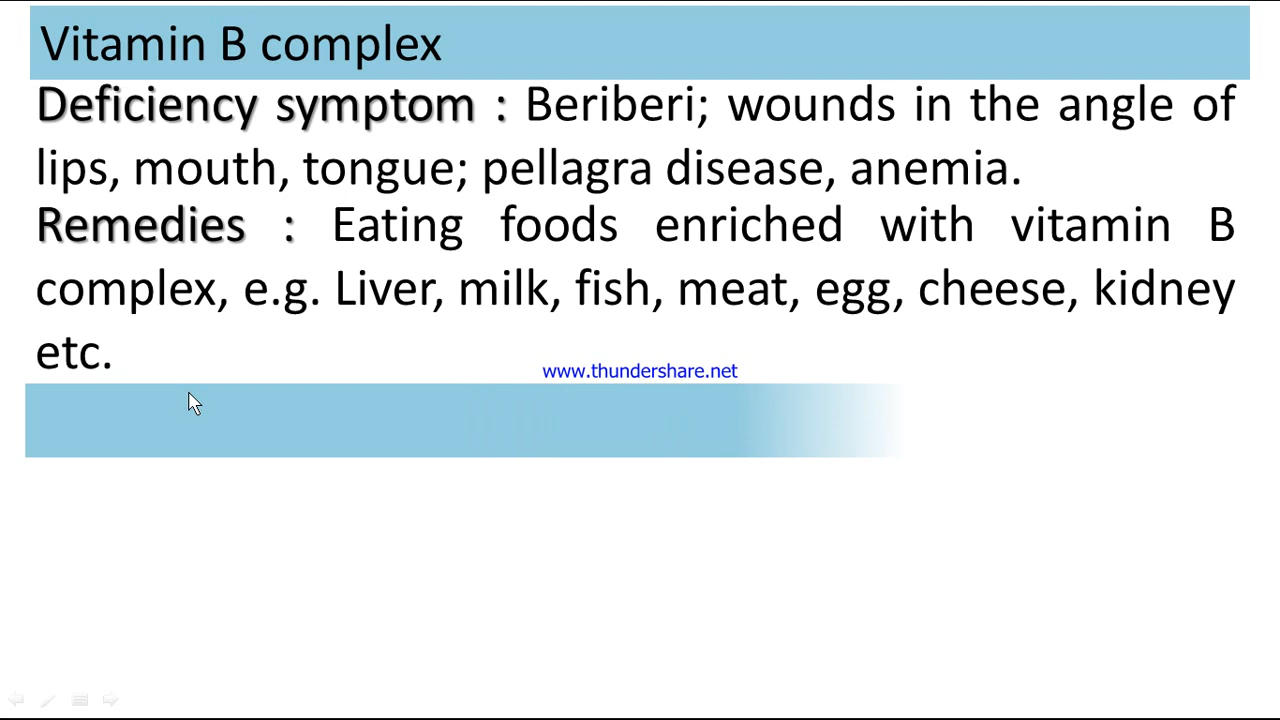 Vitamin B complex
Deficiency symptom : Beriberi; wounds in the angle of
lips, mouth, tongue; pellagra disease, anemia.
Remedies : Eating foods enriched with vitamin B
complex, e.g. Liver, milk, fish, meat, egg, cheese, kidney
etc.
www.thundershare.net